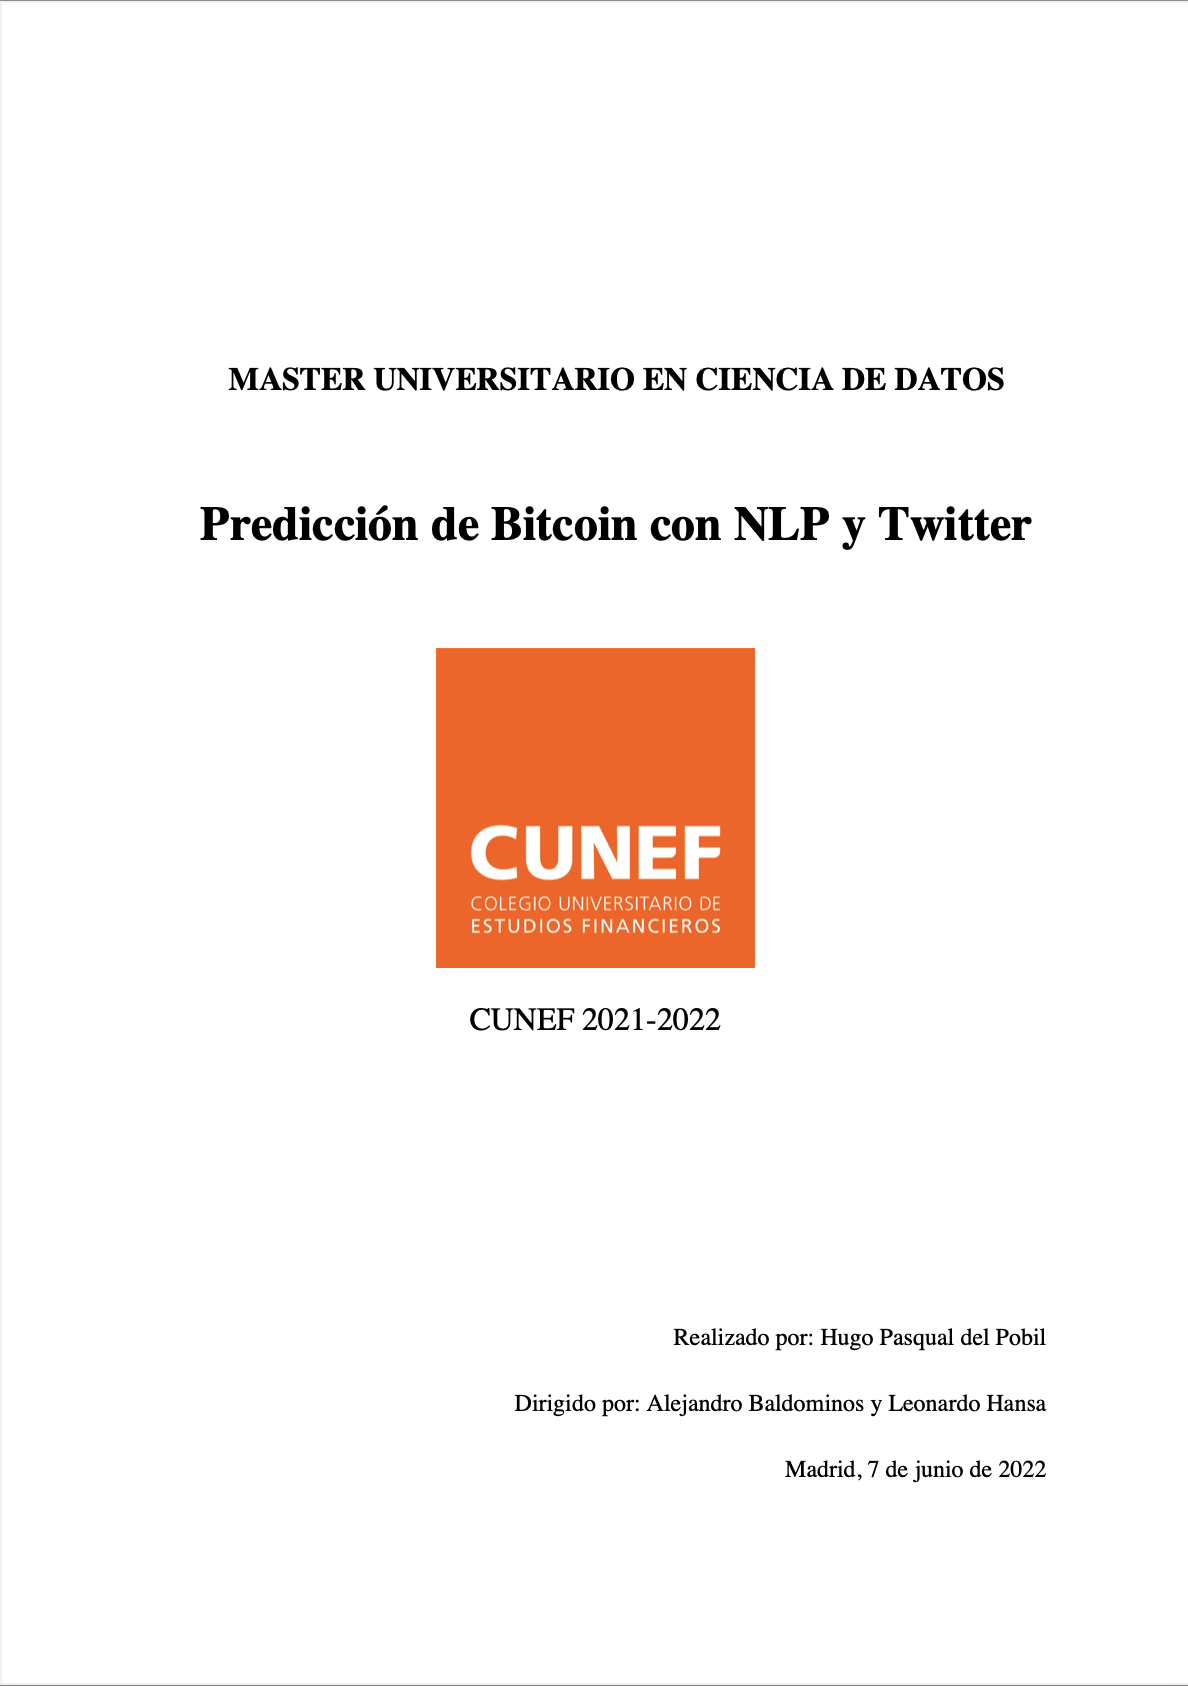 MASTER UNIVERSITARIO EN CIENCIA DE DATOS
Predicción de Bitcoin con NLP y Twitter
CUNEF
COLEGIO UNIVERSITARIO DE
ESTUDIOS FINANCIEROS
CUNEF 2021-2022
Realizado por: Hugo Pasqual del Pobil
Dirigido por: Alejandro Baldominos y Leonardo Hansa
Madrid, 7 de junio de 2022